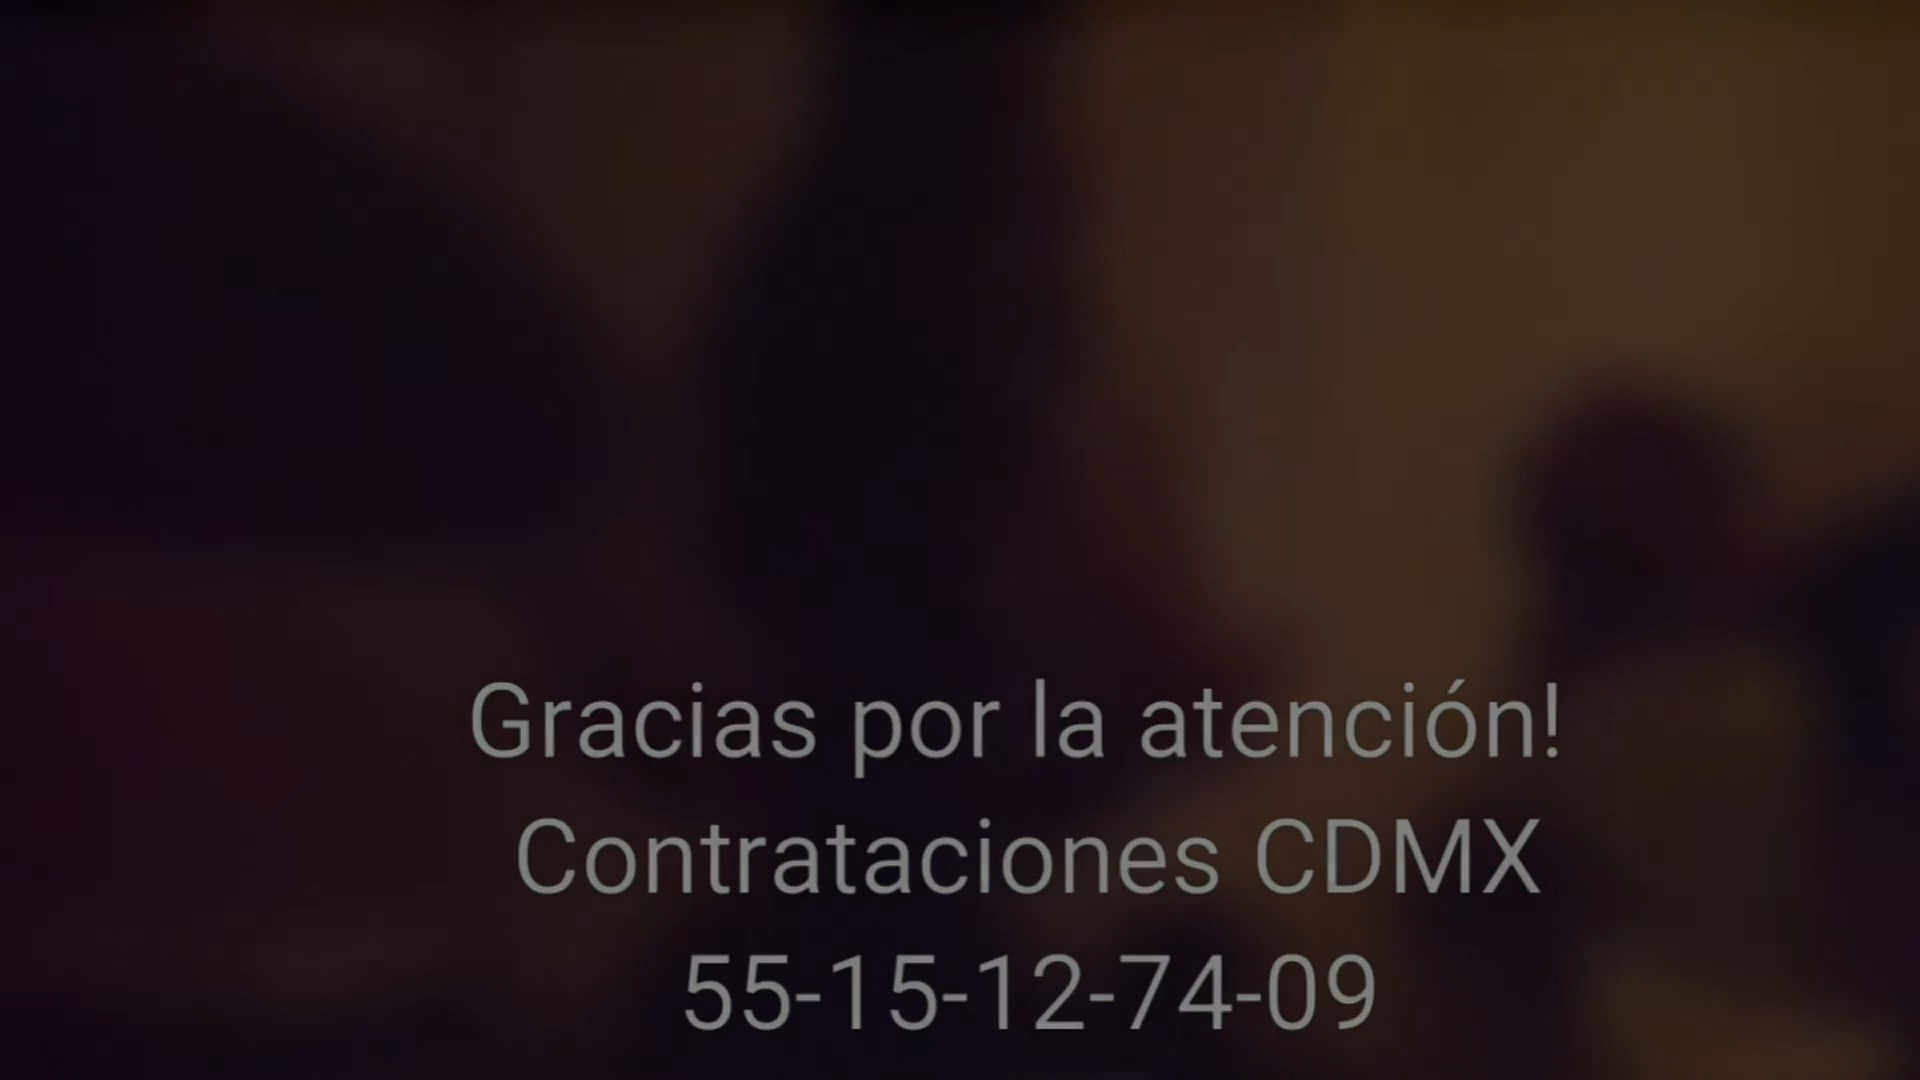 Gracias por la atención!
Contrataciones CDMX
55-15-12-74-09